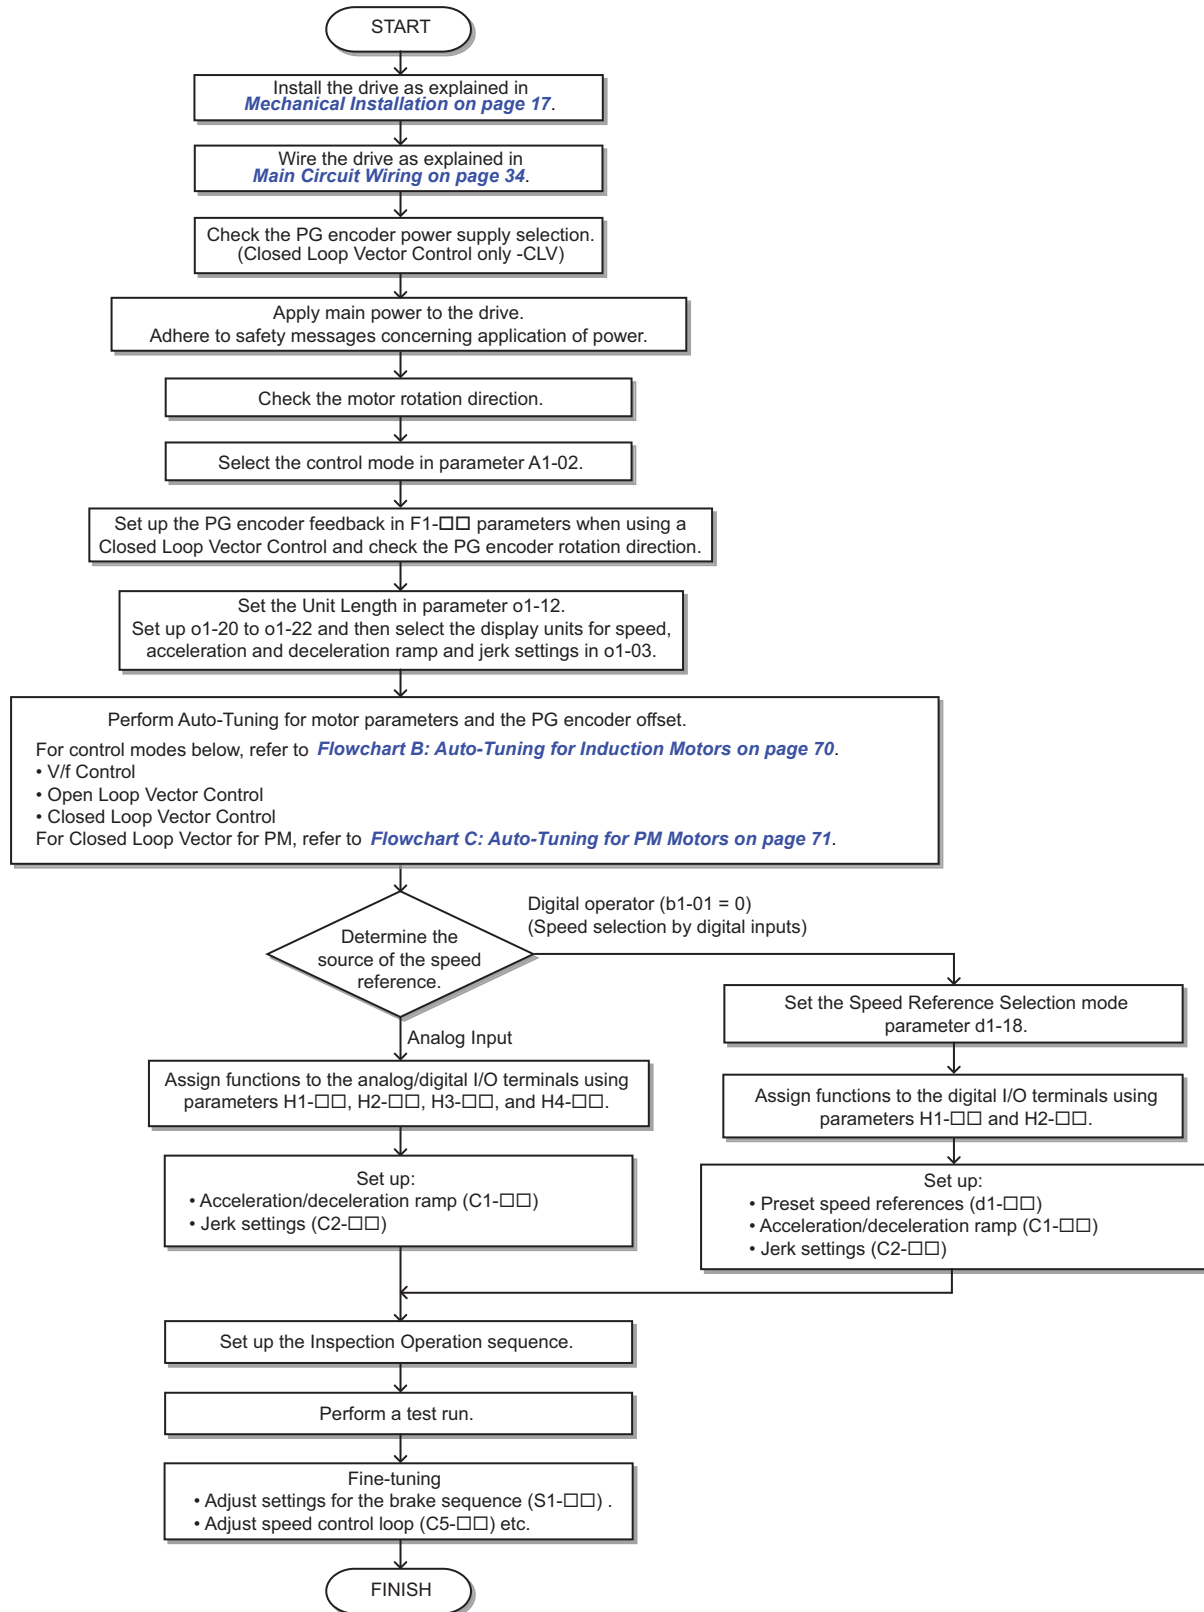 START
Install the drive as explained in
Mechanical Installation on page 17.
Wire the drive as explained in
Main Circuit Wiring on page 34.
Check the PG encoder power supply selection.
(Closed Loop Vector Control only -CLV)
Apply main power to the drive.
Adhere to safety messages concerning application of power.
Check the motor rotation direction.
Select the control mode in parameter A1-02.
Set up the PG encoder feedback in F1-□□ parameters when using a
Closed Loop Vector Control and check the PG encoder rotation direction.
Set the Unit Length in parameter o1-12.
Set up o1-20 to o1-22 and then select the display units for speed,
acceleration and deceleration ramp and jerk settings in o1-03.
Perform Auto-Tuning for motor parameters and the PG encoder offset.
For control modes below, refer to Flowchart B: Auto-Tuning for Induction Motors on page 70.
• V/f Control
• Open Loop Vector Control
• Closed Loop Vector Control
For Closed Loop Vector for PM, refer to Flowchart C: Auto-Tuning for PM Motors on page 71.
Determine the
source of the speed
reference.
Digital operator (b1-01 = 0)
(Speed selection by digital inputs)
Analog Input
Assign functions to the analog/digital I/O terminals using
parameters H1-□□, H2-□□, H3-□□, and H4-□□.
Set up:
• Acceleration/deceleration ramp (C1-□□)
• Jerk settings (C2-□□)
Set the Speed Reference Selection mode
parameter d1-18.
Assign functions to the digital I/O terminals using
parameters H1-□□ and H2-□□.
Set up:
• Preset speed references (d1-□□)
• Acceleration/deceleration ramp (C1-□□)
• Jerk settings (C2-□□)
Set up the Inspection Operation sequence.
Perform a test run.
Fine-tuning
• Adjust settings for the brake sequence (S1-□□) .
• Adjust speed control loop (C5-□□) etc.
FINISH